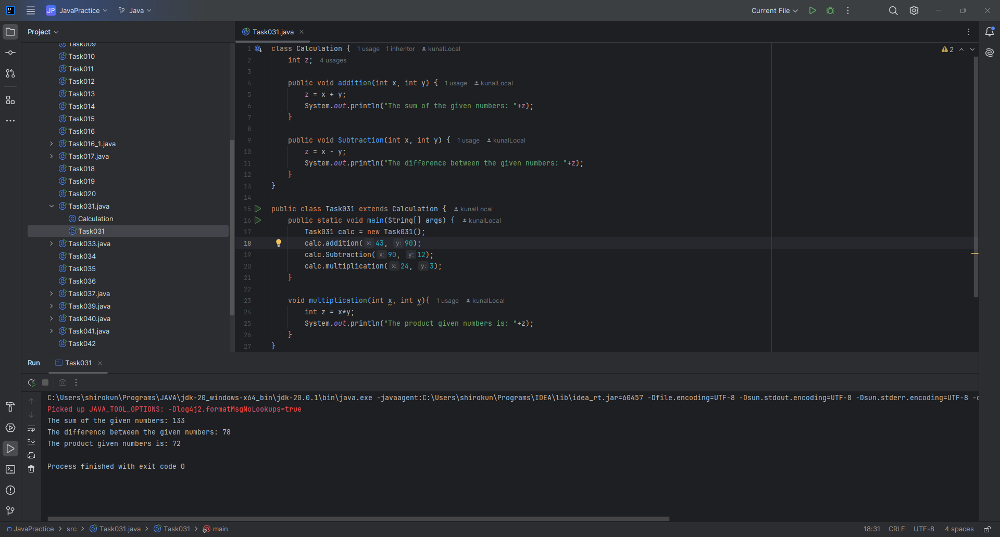 JP JavaPractice Java Current File
Project
Task031.java
Task009
Task010
Task011
Task012
Task013
Task014
Task015
Task016
Task016_1.java
Task017.java
Task018
Task019
Task020
Task031.java
Calculation
Task031
Task033.java
Task034
Task035
Task036
Task037.java
Task039.java
Task040.java
Task041.java
Task042
2
1 class Calculation { 1 usage 1 inheritor kunalLocal
2 int z; 4 usages
3
4 public void addition(int x, int y) { 1 usage kunalLocal
5 z = x + y;
6 System.out.println("The sum of the given numbers: "+z);
7 }
8
9 public void Subtraction(int x, int y) { 1 usage kunalLocal
10 z = x - y;
11 System.out.println("The difference between the given numbers: "+z);
12 }
13 }
14
15 public class Task031 extends Calculation { kunalLocal
16 public static void main(String[] args) { kunalLocal
17 Task031 calc = new Task031();
18 calc.addition( x: 43, y: 90);
19 calc.Subtraction( x: 90, y: 12);
20 calc.multiplication( x: 24, y: 3);
21 }
22
23 void multiplication(int x, int y){ 1 usage kunalLocal
24 int z = x*y;
25 System.out.println("The product given numbers is: "+z);
26 }
27 }
Run Task031
C:\Users\shirokun\Programs\JAVA\jdk-20_windows-x64_bin\jdk-20.0.1\bin\java.exe -javaagent:C:\Users\shirokun\Programs\IDEA\lib\idea_rt.jar=60457 -Dfile.encoding=UTF-8 -Dsun.stdout.encoding=UTF-8 -Dsun.stderr.encoding=UTF-8
Picked up JAVA_TOOL_OPTIONS: -Dlog4j2.formatMsgNoLookups=true
The sum of the given numbers: 133
The difference between the given numbers: 78
The product given numbers is: 72
Process finished with exit code 0
JavaPractice > src > Task031.java > Task031 > main 18:31 CRLF UTF-8 4 spaces